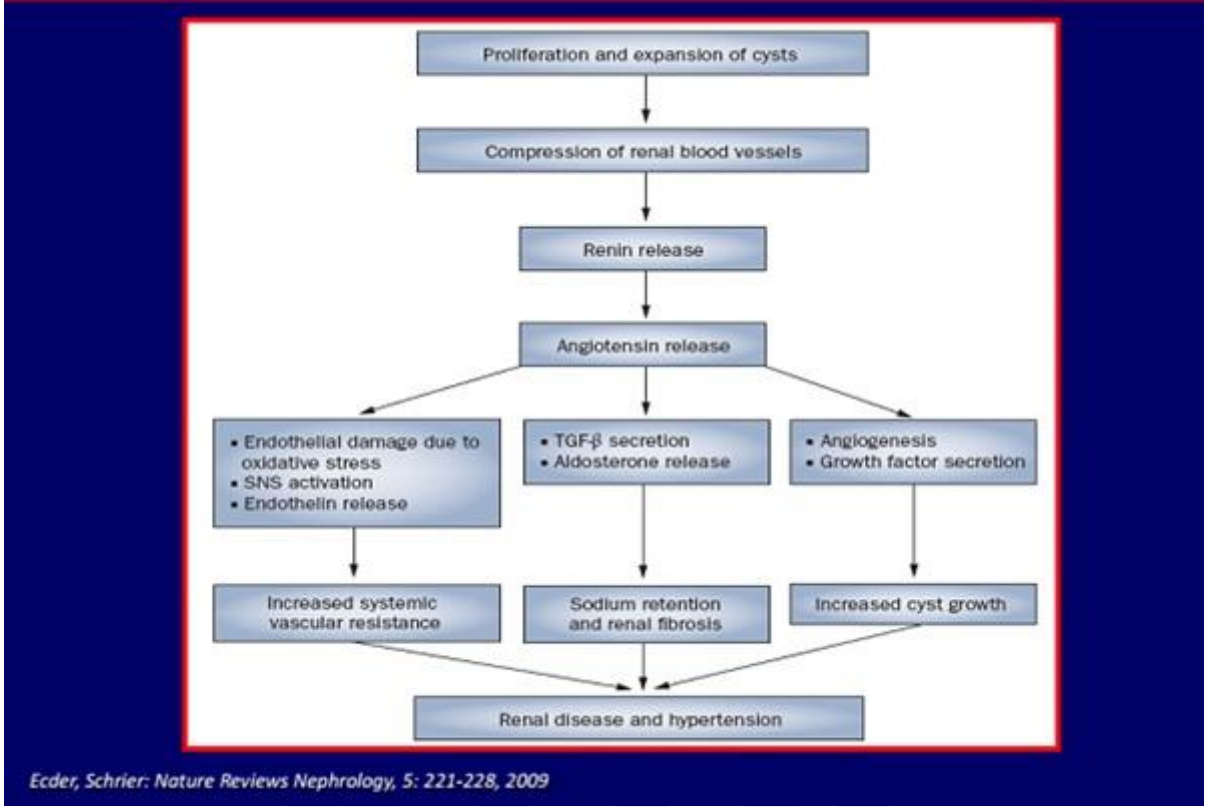 Proliferation and expansion of cysts
Compression of renal blood vessels
Renin release
Angiotensin release
• Endothelial damage due to
oxidative stress
• SNS activation
• Endothelin release
• TGF-β secretion
• Aldosterone release
• Angiogenesis
• Growth factor secretion
Increased systemic
vascular resistance
Sodium retention
and renal fibrosis
Increased cyst growth
Renal disease and hypertension
Ecder, Schrier: Nature Reviews Nephrology, 5: 221-228, 2009